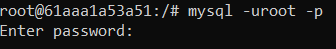 root@61aaa1a53a51:/# mysql -uroot -p
Enter password: